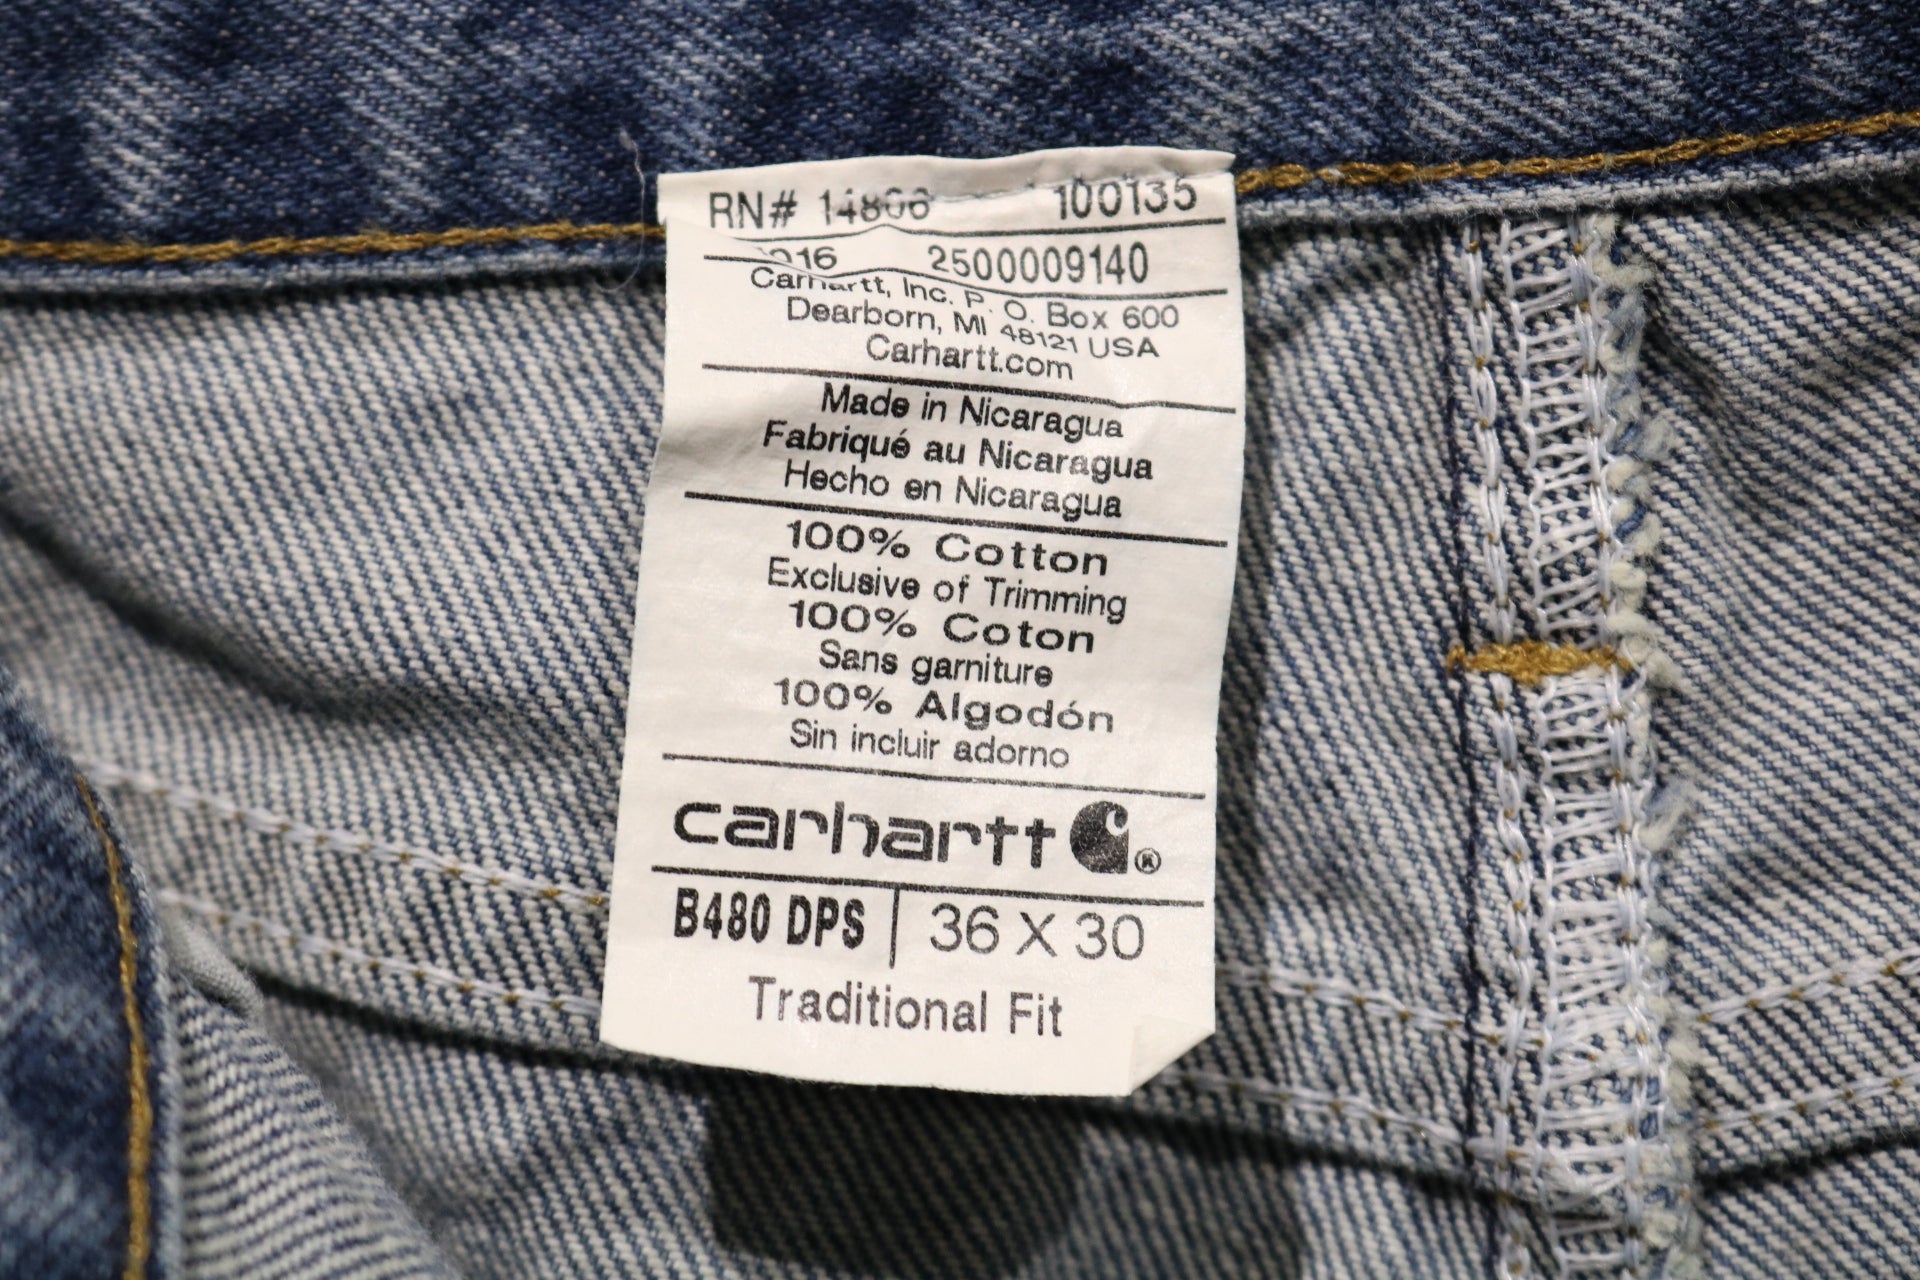 RN# 14806 100135
016 2500009140
Carhartt, Inc. P. O. Box 600
Dearborn, MI 48121 USA
Carhartt.com
Made in Nicaragua
Fabriqué au Nicaragua
Hecho en Nicaragua
100% Cotton
Exclusive of Trimming
100% Coton
Sans garniture
100% Algodón
Sin incluir adorno
carhartt ®
B480 DPS 36 X 30
Traditional Fit